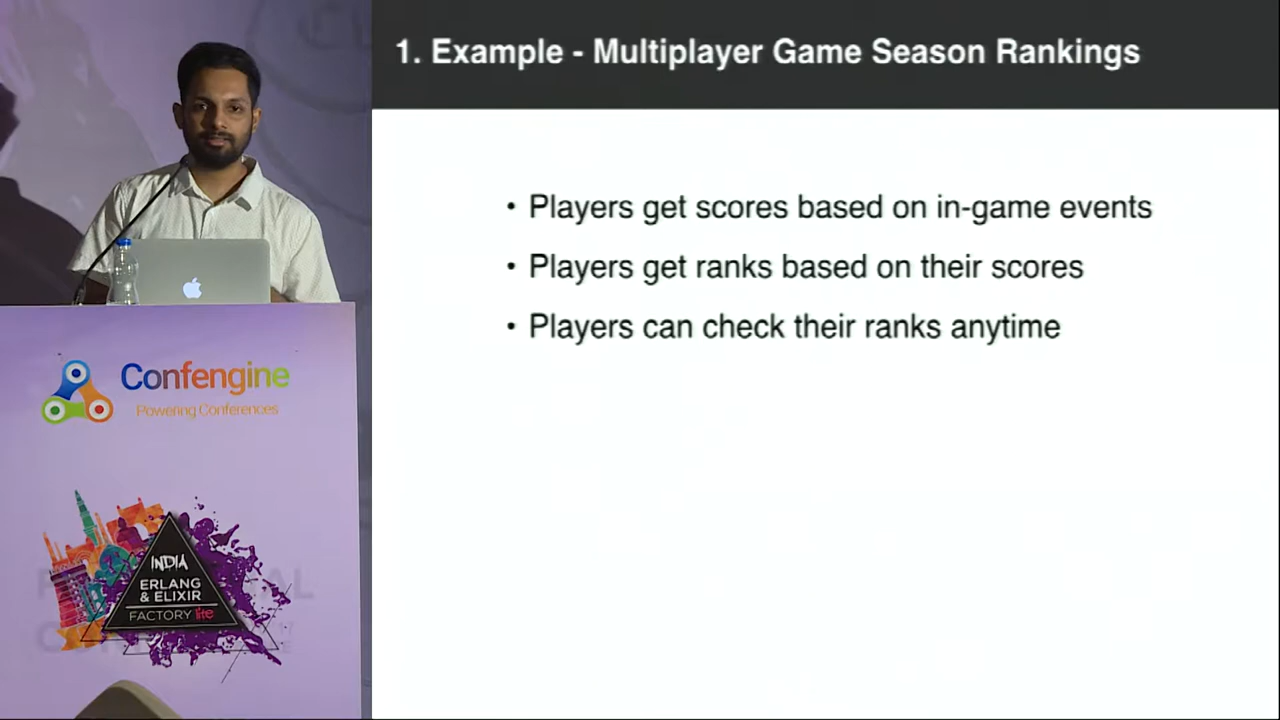 1. Example - Multiplayer Game Season Rankings
• Players get scores based on in-game events
• Players get ranks based on their scores
• Players can check their ranks anytime
Confengine
Powering Conferences
INDIA
ERLANG
& ELIXIR
FACTORY lite